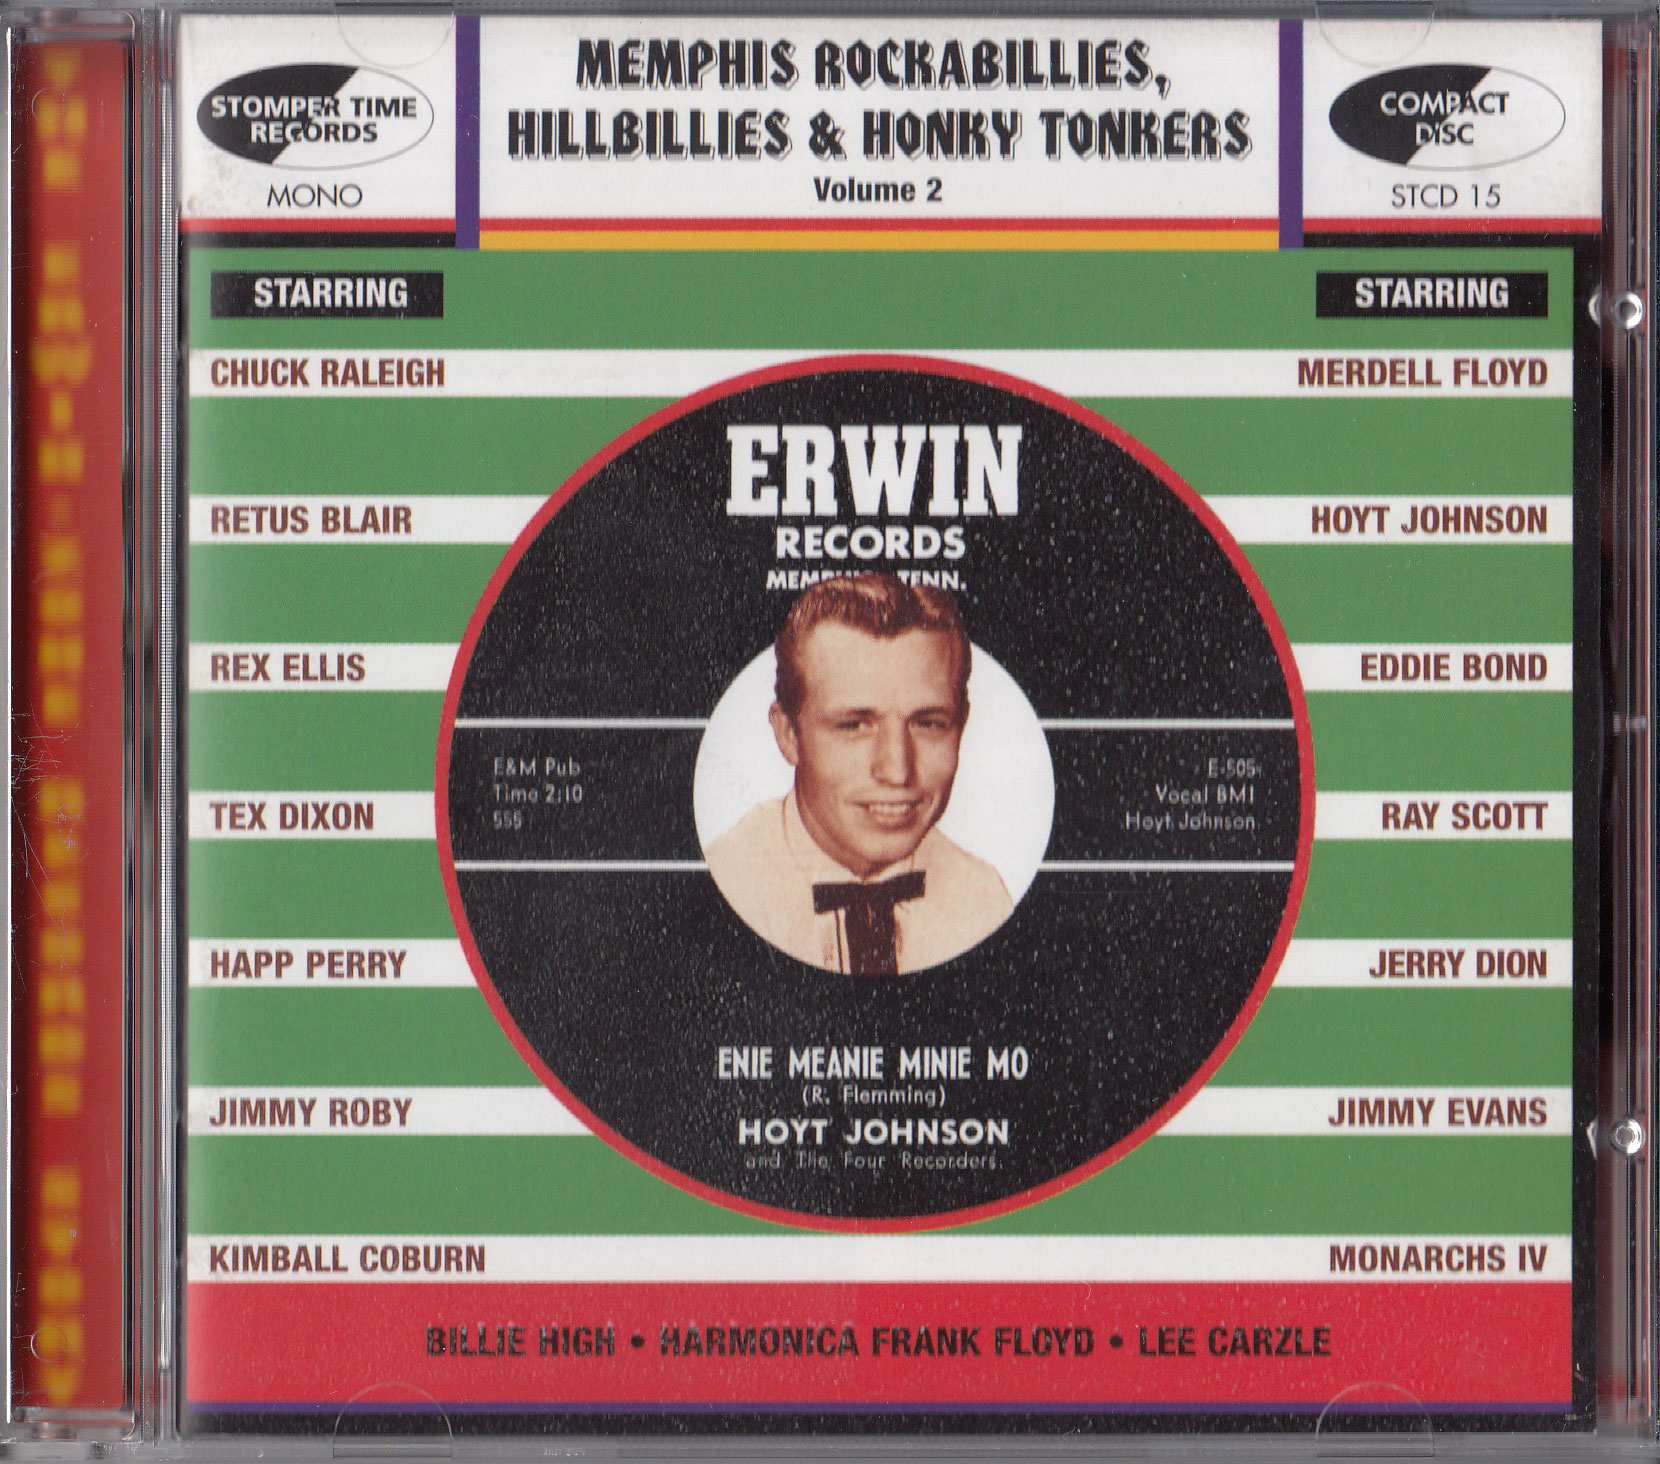 STOMPER TIME
RECORDS
MONO
MEMPHIS ROCKABILLIES,
HILLBILLIES & HONKY TONKERS
Volume 2
COMPACT
DISC
STCD 15
STARRING
STARRING
CHUCK RALEIGH
MERDELL FLOYD
RETUS BLAIR
HOYT JOHNSON
REX ELLIS
EDDIE BOND
TEX DIXON
RAY SCOTT
HAPP PERRY
JERRY DION
JIMMY ROBY
JIMMY EVANS
KIMBALL COBURN
MONARCHS IV
ERWIN
RECORDS
TENN.
E&M Pub
Time 2:10
555
E-505
Vocal BMI
Hoyt Johnson
ENIE MEANIE MINIE MO
(R. Flemming)
HOYT JOHNSON
and The Four Recorders
BILLIE HIGH • HARMONICA FRANK FLOYD • LEE CARZLE